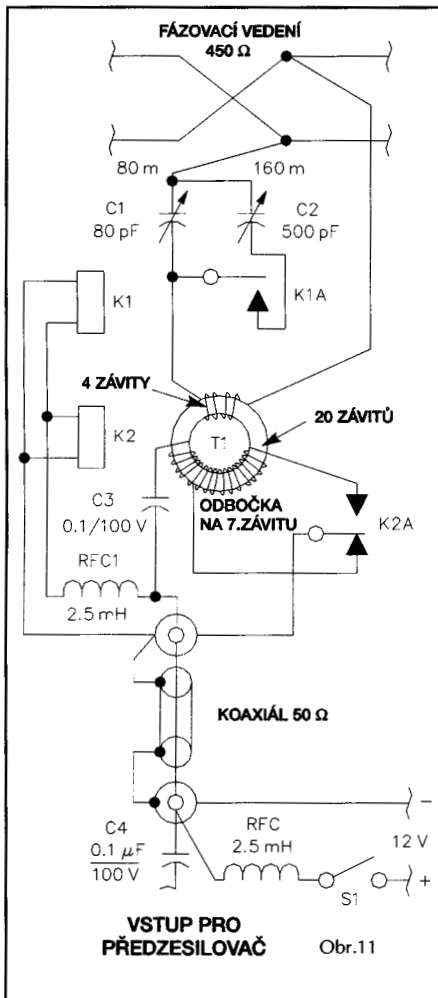 FÁZOVACÍ VEDENÍ
450 Ω
80 m
160 m
C1
80 pF
C2
500 pF
K1A
K1
4 ZÁVITY
K2
T1
20 ZÁVITŮ
C3
0.1/100 V
ODBOČKA
NA 7.ZÁVITU
K2A
RFC1
2.5 mH
KOAXIÁL 50 Ω
−
C4
0.1 μF
100 V
RFC
2.5 mH
12 V
S1
+
VSTUP PRO
PŘEDZESILOVAČ
Obr.11